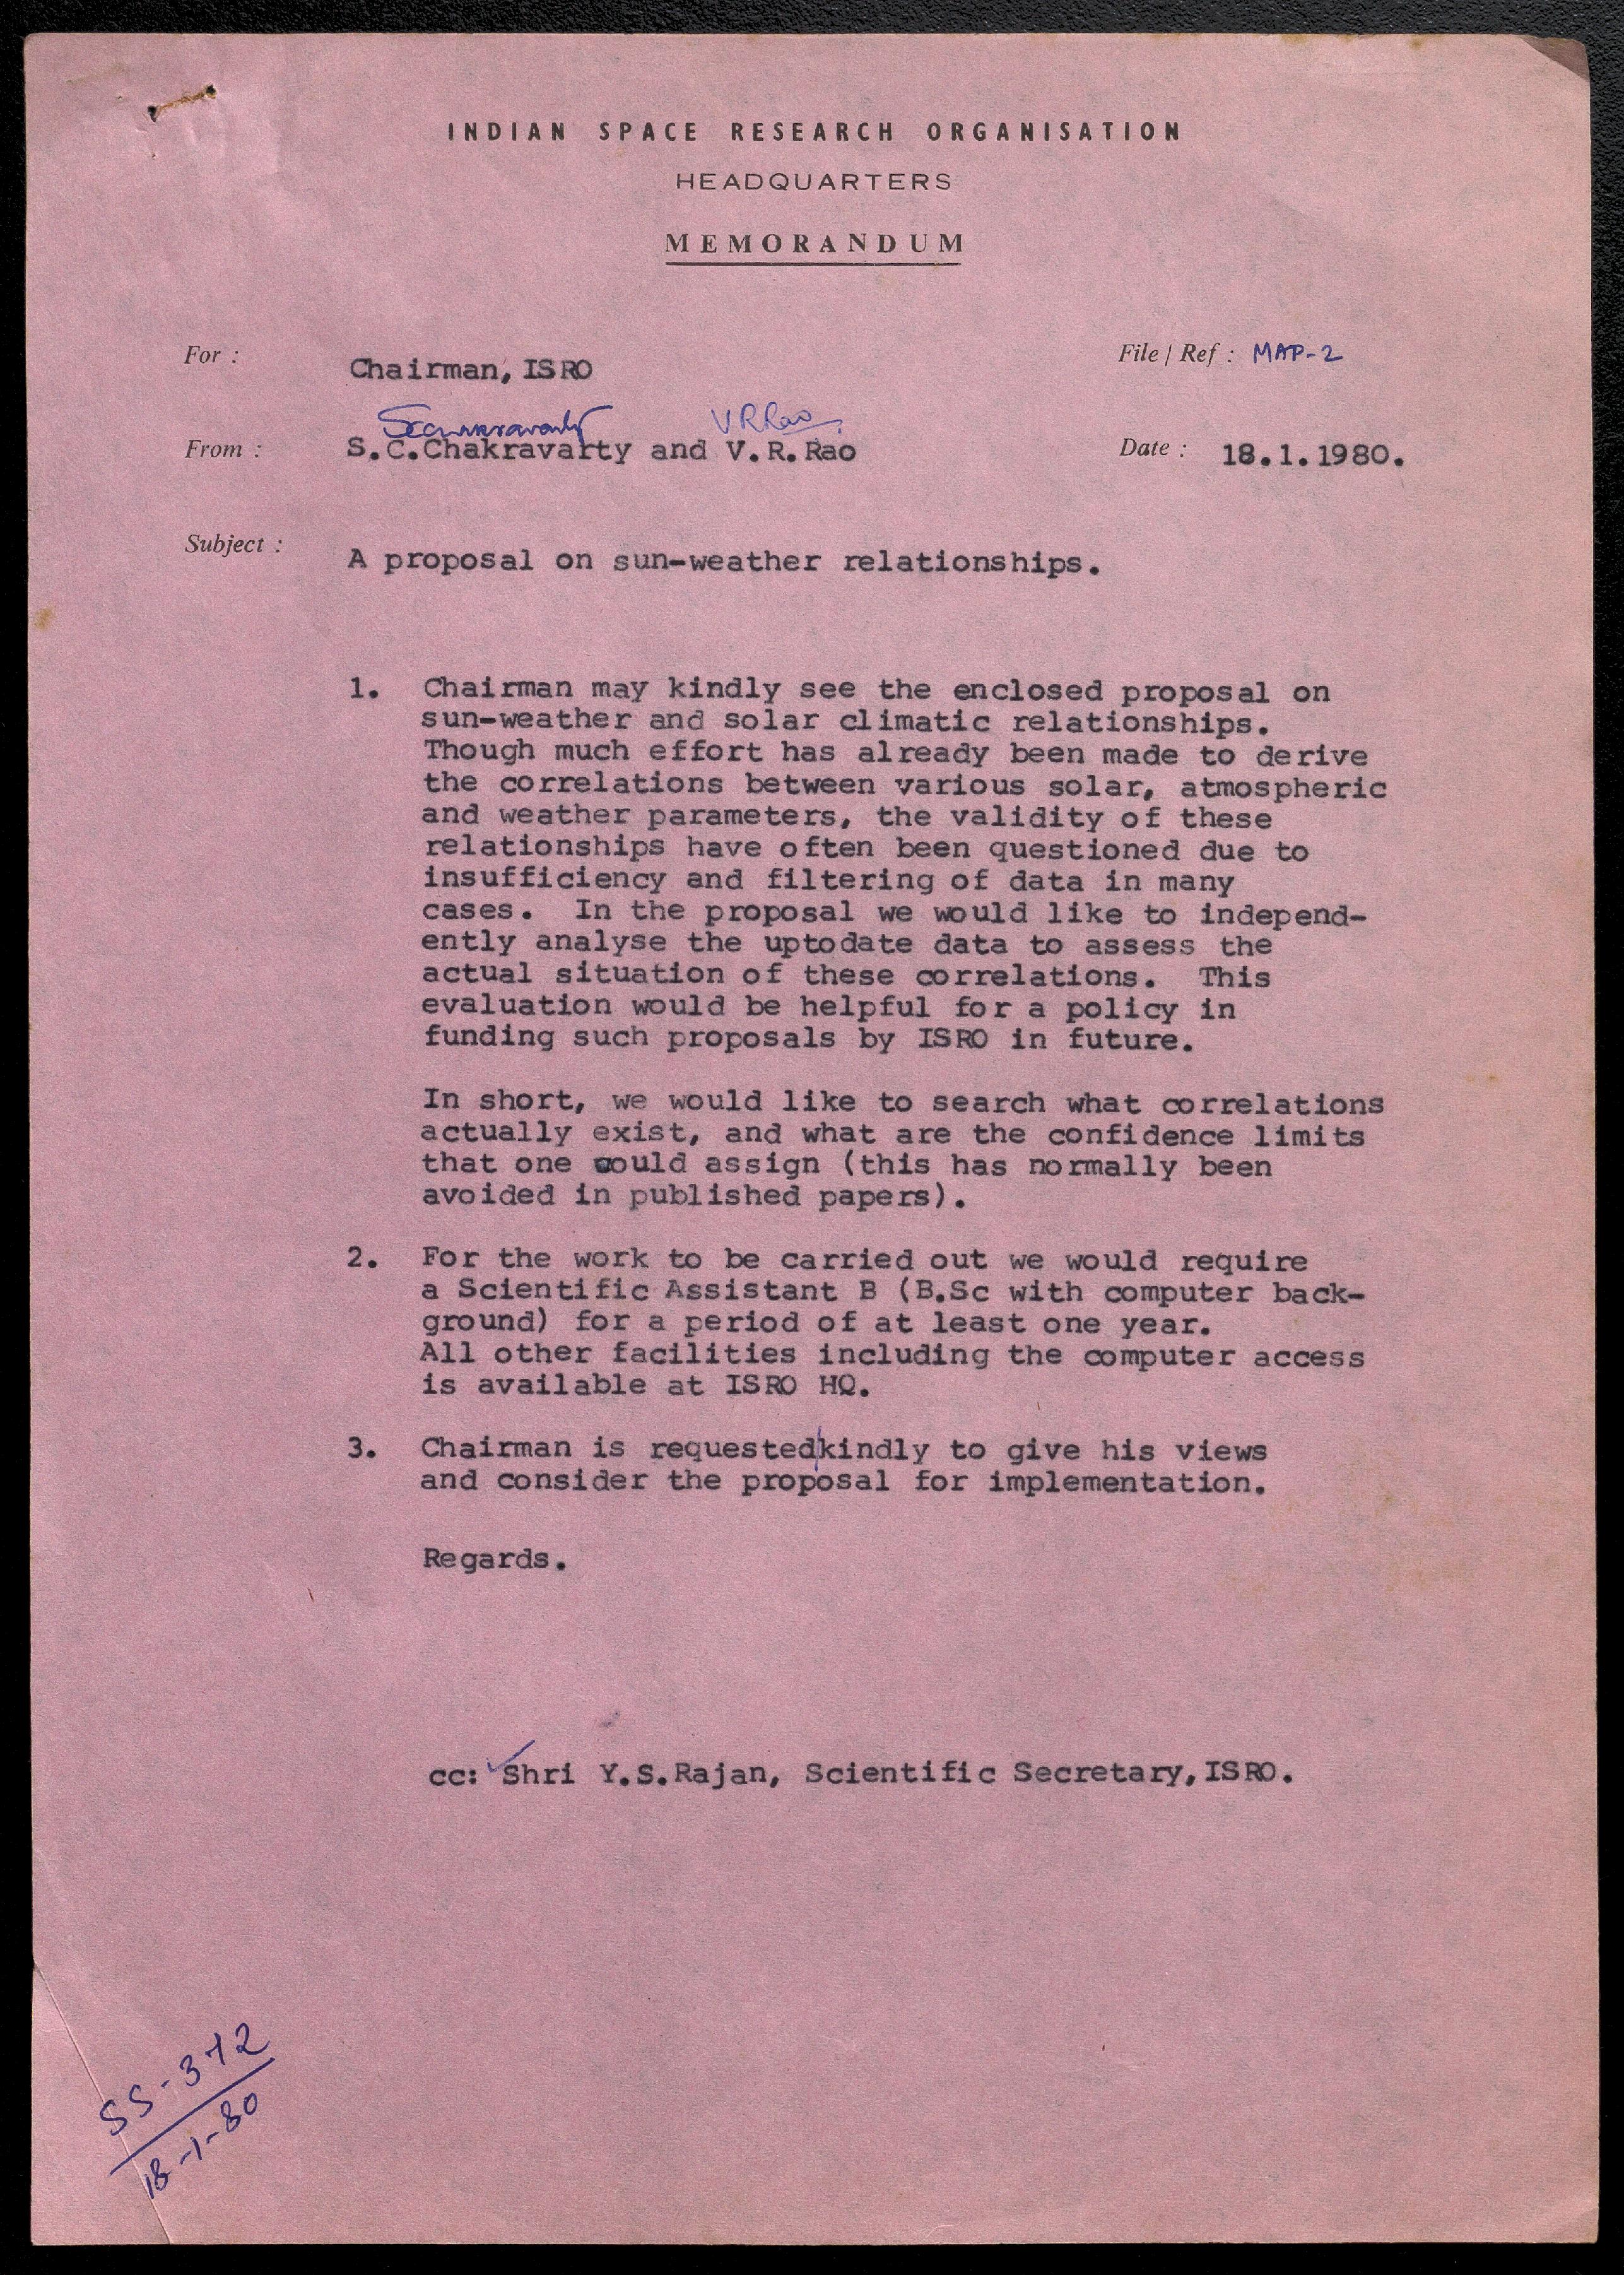 INDIAN SPACE RESEARCH ORGANISATION
HEADQUARTERS
MEMORANDUM
For :
Chairman, ISRO
File / Ref : MAP-2
SCChakravarty VRRao
From :
S.C.Chakravarty and V.R.Rao
Date : 18.1.1980.
Subject :
A proposal on sun-weather relationships.
1. Chairman may kindly see the enclosed proposal on
sun-weather and solar climatic relationships.
Though much effort has already been made to derive
the correlations between various solar, atmospheric
and weather parameters, the validity of these
relationships have often been questioned due to
insufficiency and filtering of data in many
cases. In the proposal we would like to independ-
ently analyse the uptodate data to assess the
actual situation of these correlations. This
evaluation would be helpful for a policy in
funding such proposals by ISRO in future.
In short, we would like to search what correlations
actually exist, and what are the confidence limits
that one could assign (this has normally been
avoided in published papers).
2. For the work to be carried out we would require
a Scientific Assistant B (B.Sc with computer back-
ground) for a period of at least one year.
All other facilities including the computer access
is available at ISRO HQ.
3. Chairman is requested|kindly to give his views
and consider the proposal for implementation.
Regards.
cc: Shri Y.S.Rajan, Scientific Secretary,ISRO.
SS-372
18-1-80